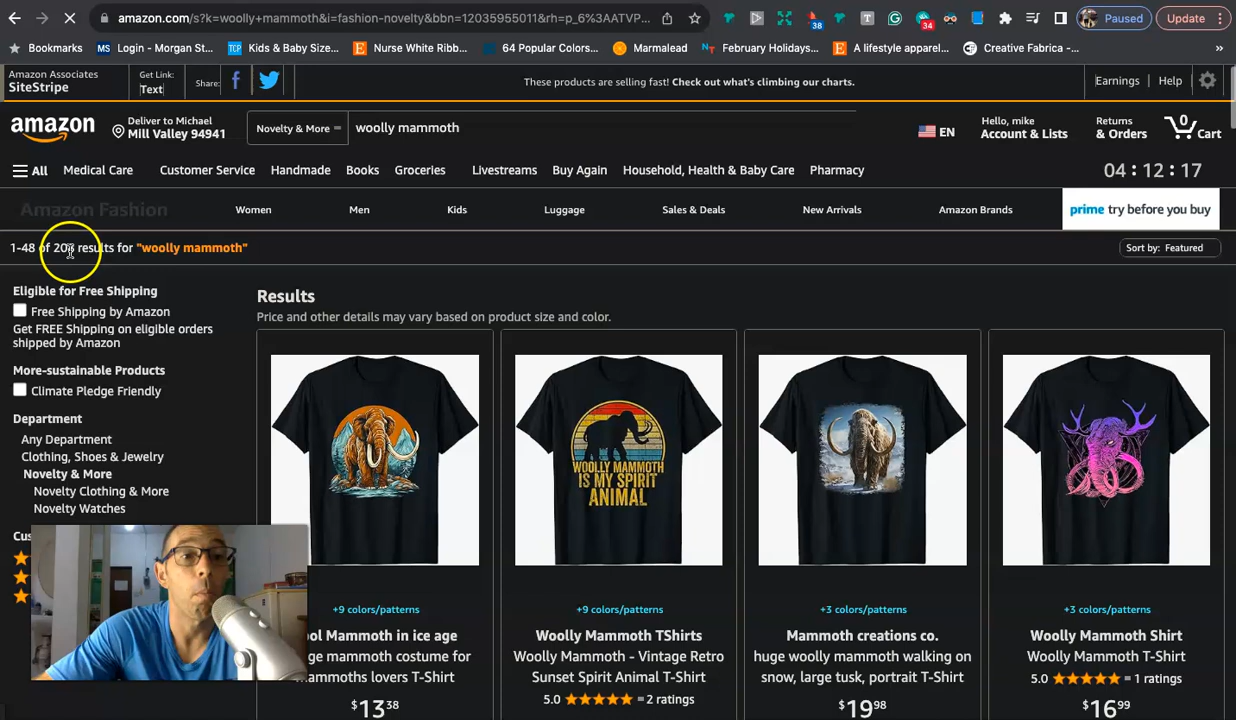 amazon.com/s?k=woolly+mammoth&i=fashion-novelty&bbn=12035955011&rh=p_6%3AATVP...
38
34
Paused
Update
Bookmarks
MS Login - Morgan St...
TCP Kids & Baby Size...
E Nurse White Ribb...
64 Popular Colors...
Marmalead
February Holidays...
E A lifestyle apparel...
Creative Fabrica -...
»
Amazon Associates
SiteStripe
Get Link:
Text
Share:
These products are selling fast! Check out what's climbing our charts.
Earnings
Help
amazon
Deliver to Michael
Mill Valley 94941
Novelty & More
woolly mammoth
EN
Hello, mike
Account & Lists
Returns
& Orders
0
Cart
All
Medical Care
Customer Service
Handmade
Books
Groceries
Livestreams
Buy Again
Household, Health & Baby Care
Pharmacy
04 : 12 : 17
Amazon Fashion
Women
Men
Kids
Luggage
Sales & Deals
New Arrivals
Amazon Brands
prime try before you buy
1-48 of results for "woolly mammoth"
Sort by: Featured
Eligible for Free Shipping
Free Shipping by Amazon
Get FREE Shipping on eligible orders
shipped by Amazon
More-sustainable Products
Climate Pledge Friendly
Department
Any Department
Clothing, Shoes & Jewelry
Novelty & More
Novelty Clothing & More
Novelty Watches
Results
Price and other details may vary based on product size and color.
WOOLLY MAMMOTH
IS MY SPIRIT
ANIMAL
+9 colors/patterns
Mammoth in ice age
mammoth costume for
mammoths lovers T-Shirt
$13 38
+9 colors/patterns
Woolly Mammoth TShirts
Woolly Mammoth - Vintage Retro
Sunset Spirit Animal T-Shirt
5.0 2 ratings
+3 colors/patterns
Mammoth creations co.
huge woolly mammoth walking on
snow, large tusk, portrait T-Shirt
$19 98
+3 colors/patterns
Woolly Mammoth Shirt
Woolly Mammoth T-Shirt
5.0 1 ratings
$16 99